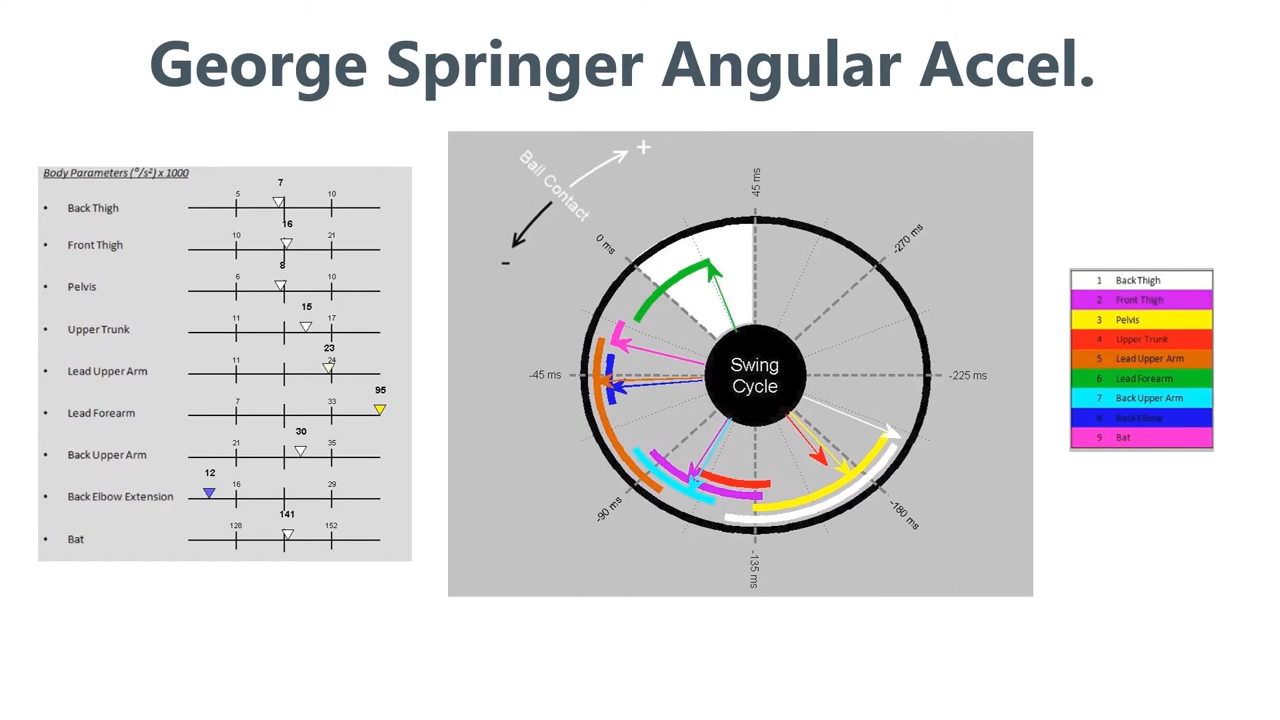 George Springer Angular Accel.
Body Parameters (º/s²) x 1000
7
5 10
• Back Thigh
16
10 21
• Front Thigh
8
6 10
• Pelvis
15
11 17
• Upper Trunk
23
11 24
• Lead Upper Arm
95
7 33
• Lead Forearm
30
21 35
• Back Upper Arm
12
16 29
• Back Elbow Extension
141
128 152
• Bat
+
Ball Contact
-
45 ms
0 ms
-270 ms
-45 ms
Swing
Cycle
-225 ms
-90 ms
-180 ms
-135 ms
1 Back Thigh
2 Front Thigh
3 Pelvis
4 Upper Trunk
5 Lead Upper Arm
6 Lead Forearm
7 Back Upper Arm
8 Back Elbow
9 Bat